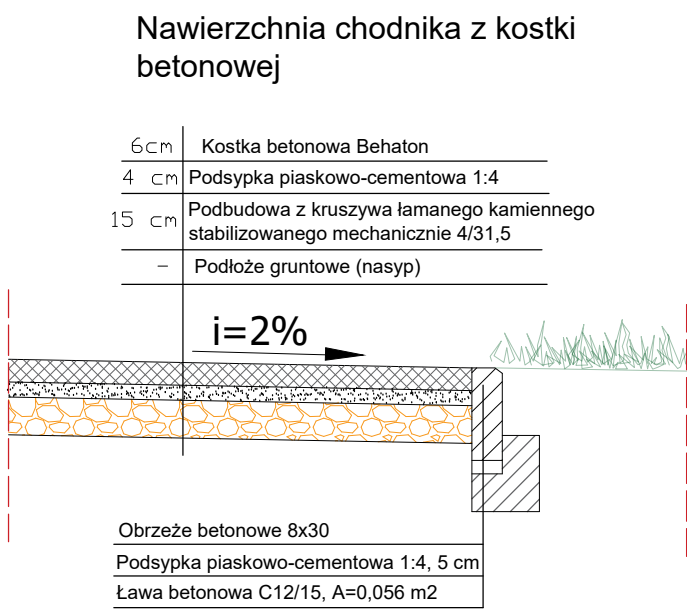 Nawierzchnia chodnika z kostki
betonowej
6cm Kostka betonowa Behaton
4 cm Podsypka piaskowo-cementowa 1:4
15 cm Podbudowa z kruszywa łamanego kamiennego
stabilizowanego mechanicznie 4/31,5
- Podłoże gruntowe (nasyp)
i=2%
Obrzeże betonowe 8x30
Podsypka piaskowo-cementowa 1:4, 5 cm
Ława betonowa C12/15, A=0,056 m2